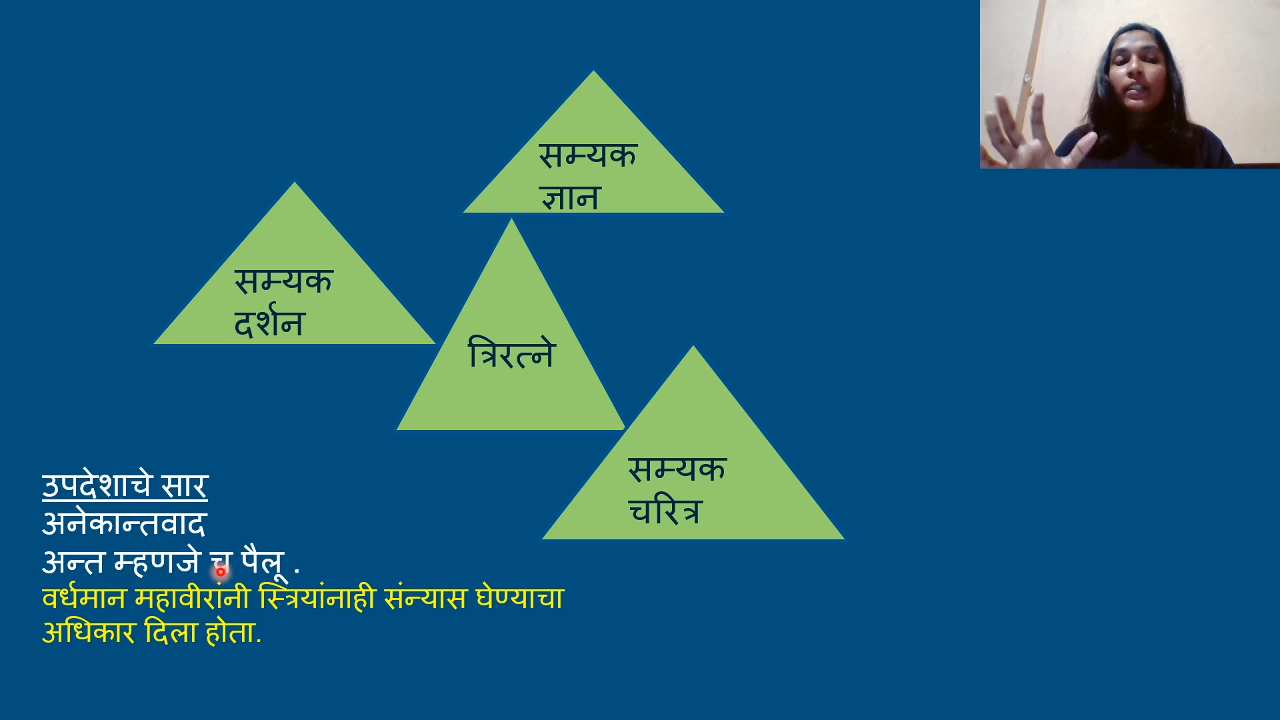 सम्यक
ज्ञान
सम्यक
दर्शन
त्रिरत्ने
सम्यक
चरित्र
उपदेशाचे सार
अनेकान्तवाद
अन्त म्हणजे च पैलू .
वर्धमान महावीरांनी स्त्रियांनाही संन्यास घेण्याचा
अधिकार दिला होता.